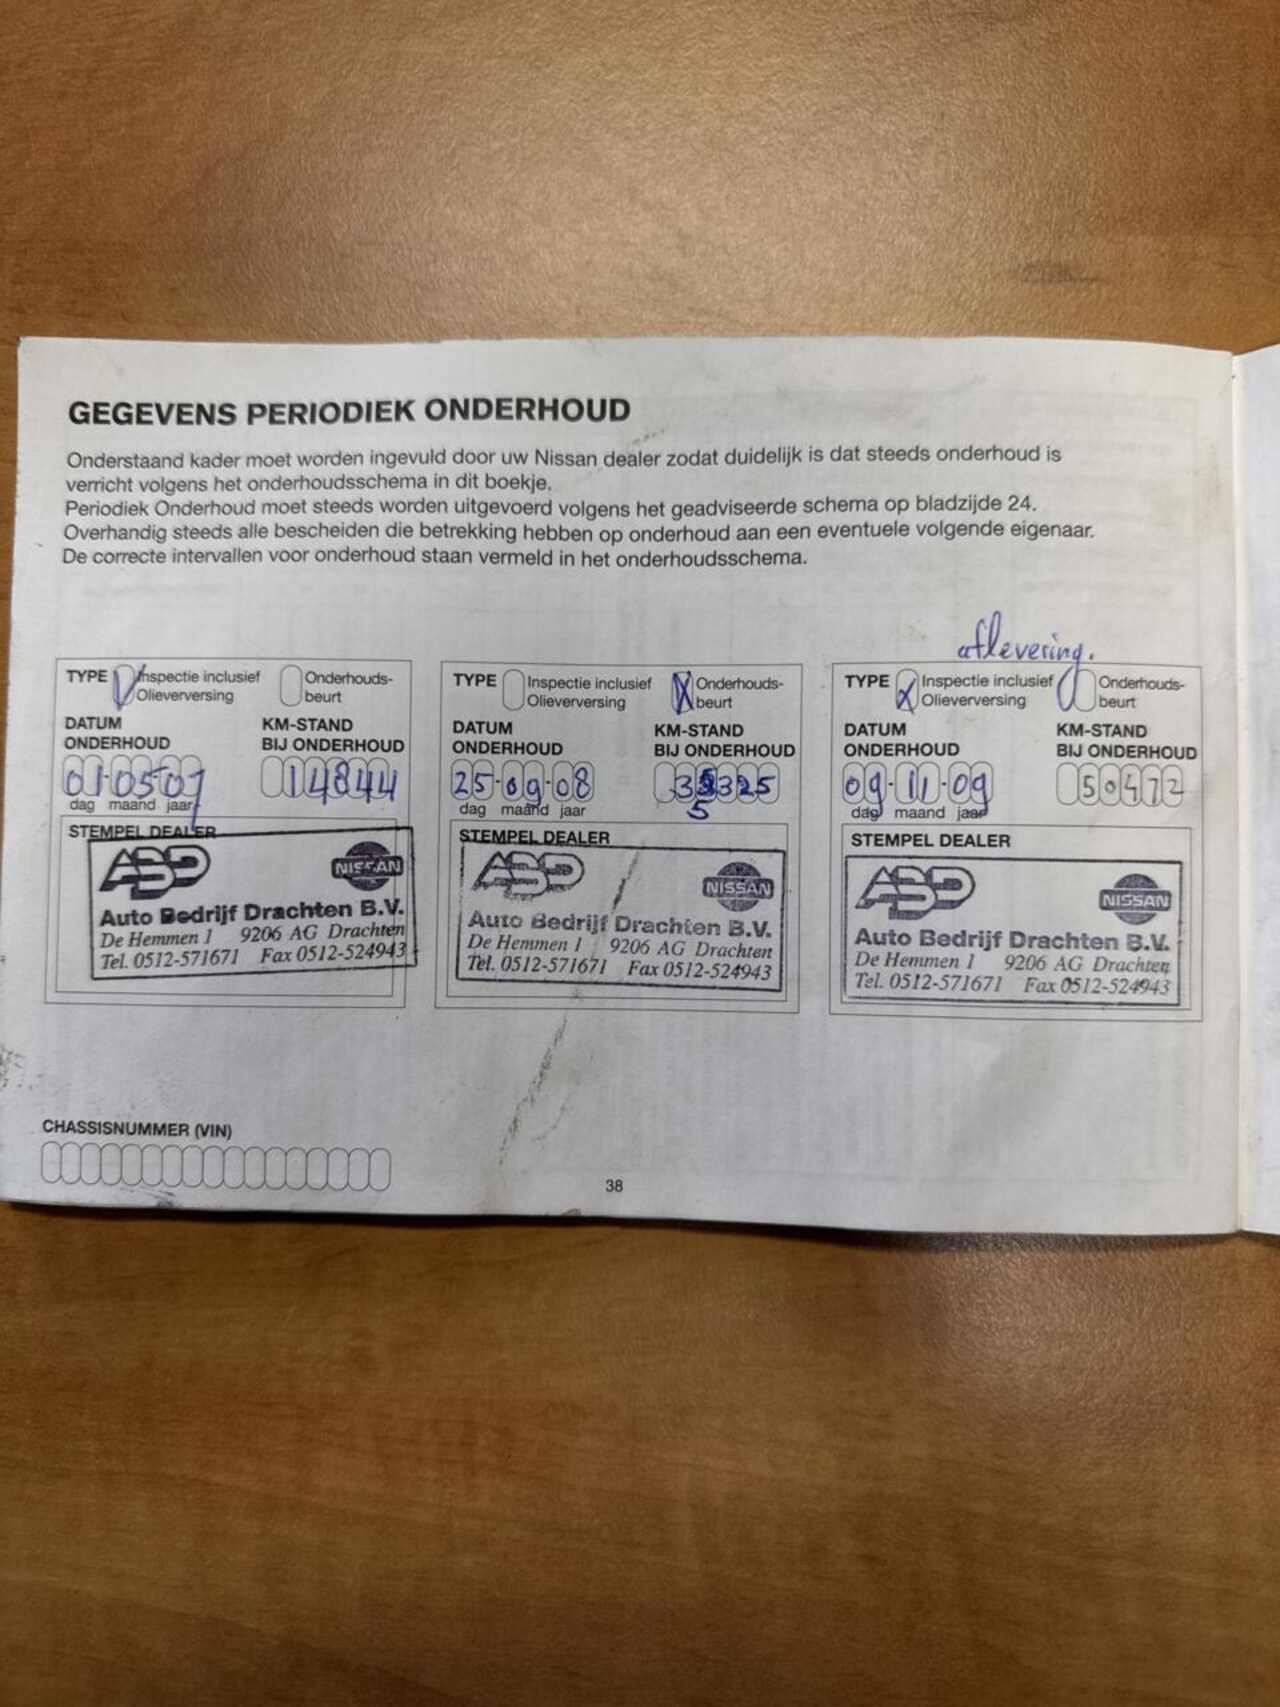 GEGEVENS PERIODIEK ONDERHOUD
Onderstaand kader moet worden ingevuld door uw Nissan dealer zodat duidelijk is dat steeds onderhoud is
verricht volgens het onderhoudsschema in dit boekje.
Periodiek Onderhoud moet steeds worden uitgevoerd volgens het geadviseerde schema op bladzijde 24.
Overhandig steeds alle bescheiden die betrekking hebben op onderhoud aan een eventuele volgende eigenaar.
De correcte intervallen voor onderhoud staan vermeld in het onderhoudsschema.
TYPE Inspectie inclusief Onderhouds-
Olieverversing beurt
DATUM KM-STAND
ONDERHOUD BIJ ONDERHOUD
01 05 07 14844
dag maand jaar
STEMPEL DEALER
ABD NISSAN
Auto Bedrijf Drachten B.V.
De Hemmen 1 9206 AG Drachten
Tel. 0512-571671 Fax 0512-524943
TYPE Inspectie inclusief Onderhouds-
Olieverversing beurt
DATUM KM-STAND
ONDERHOUD BIJ ONDERHOUD
25-09-08 35325
5
dag maand jaar
STEMPEL DEALER
ABD NISSAN
Auto Bedrijf Drachten B.V.
De Hemmen 1 9206 AG Drachten
Tel. 0512-571671 Fax 0512-524943
aflevering.
TYPE Inspectie inclusief Onderhouds-
Olieverversing beurt
DATUM KM-STAND
ONDERHOUD BIJ ONDERHOUD
09-11-09 50472
dag maand jaar
STEMPEL DEALER
ABD NISSAN
Auto Bedrijf Drachten B.V.
De Hemmen 1 9206 AG Drachten
Tel. 0512-571671 Fax 0512-524943
CHASSISNUMMER (VIN)
38